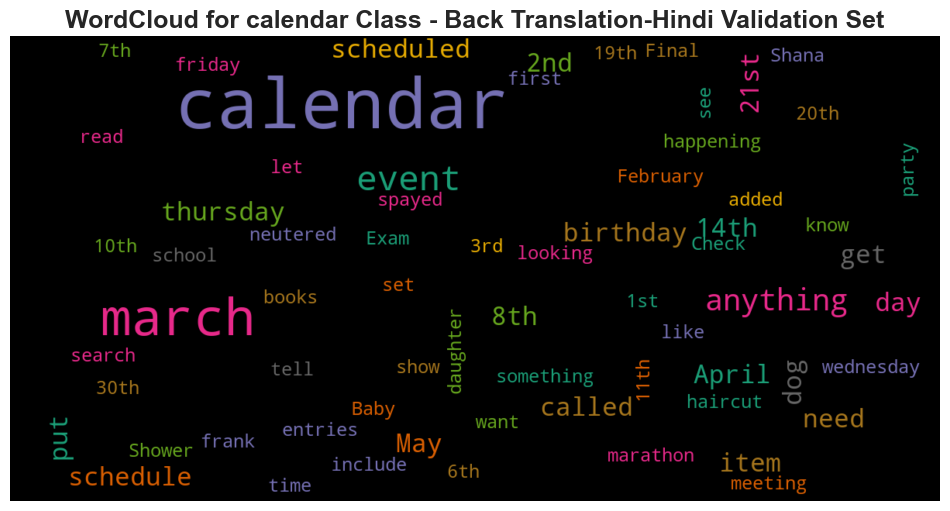 WordCloud for calendar Class - Back Translation-Hindi Validation Set
7th
friday
scheduled
2nd
first
19th
Final
21st
Shana
calendar
see
20th
read
happening
let
event
February
party
spayed
added
thursday
neutered
Exam
3rd
birthday
14th
Check
know
10th
school
looking
get
books
set
1st
anything
day
march
8th
like
search
tell
show
daughter
something
11th
April
dog
wednesday
30th
Baby
called
haircut
need
put
Shower
frank
entries
May
want
schedule
include
6th
marathon
item
time
meeting